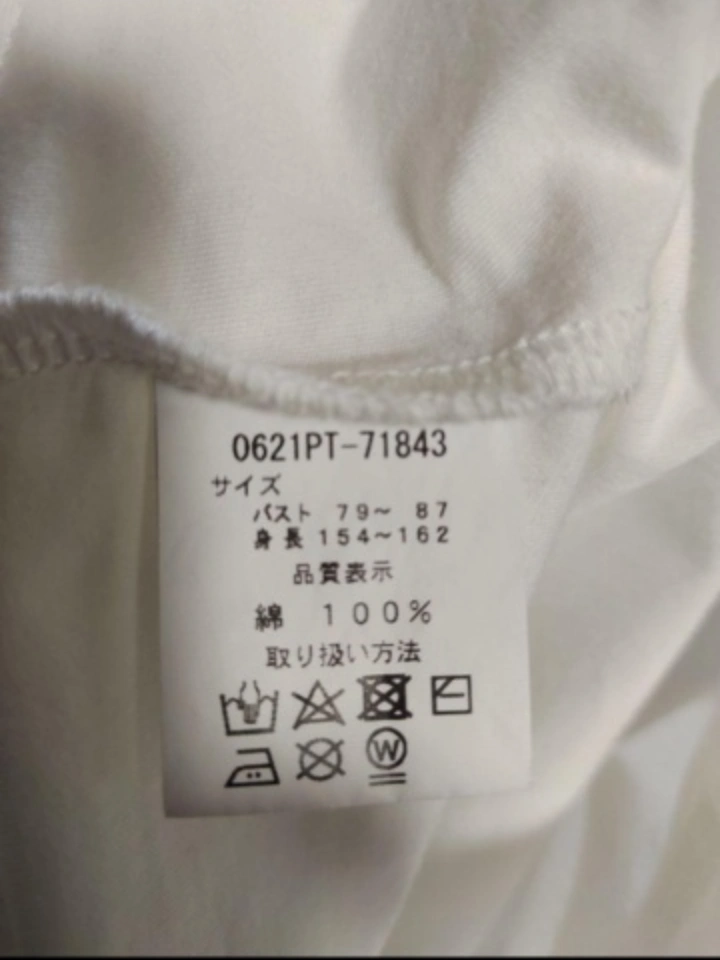 0621PT-71843
サイズ
バスト 79〜 87
身長 154〜162
品質表示
綿 100%
取り扱い方法
W